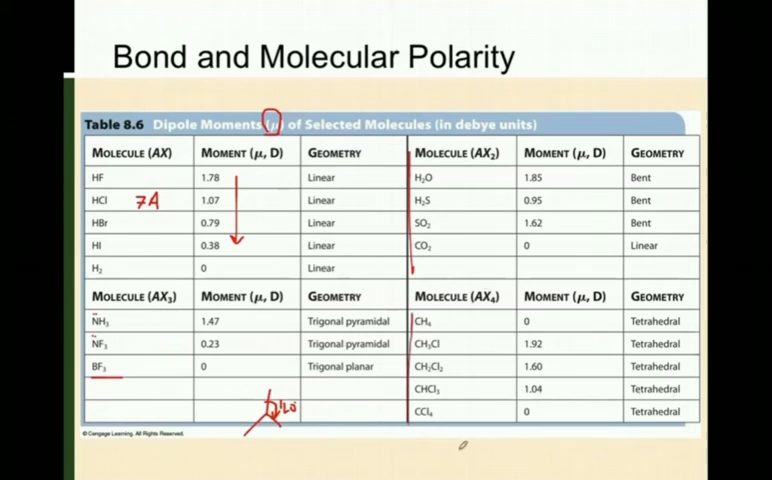 Bond and Molecular Polarity
Table 8.6 Dipole Moments (μ) of Selected Molecules (in debye units)
MOLECULE (AX) MOMENT (μ, D) GEOMETRY MOLECULE (AX₂) MOMENT (μ, D) GEOMETRY
HF 1.78 Linear H₂O 1.85 Bent
HCl 7A 1.07 Linear H₂S 0.95 Bent
HBr 0.79 Linear SO₂ 1.62 Bent
HI 0.38 Linear CO₂ 0 Linear
H₂ 0 Linear
MOLECULE (AX₃) MOMENT (μ, D) GEOMETRY MOLECULE (AX₄) MOMENT (μ, D) GEOMETRY
NH₃ 1.47 Trigonal pyramidal CH₄ 0 Tetrahedral
NF₃ 0.23 Trigonal pyramidal CH₃Cl 1.92 Tetrahedral
BF₃ 0 Trigonal planar CH₂Cl₂ 1.60 Tetrahedral
CHCl₃ 1.04 Tetrahedral
120 CCl₄ 0 Tetrahedral
© Cengage Learning. All Rights Reserved.